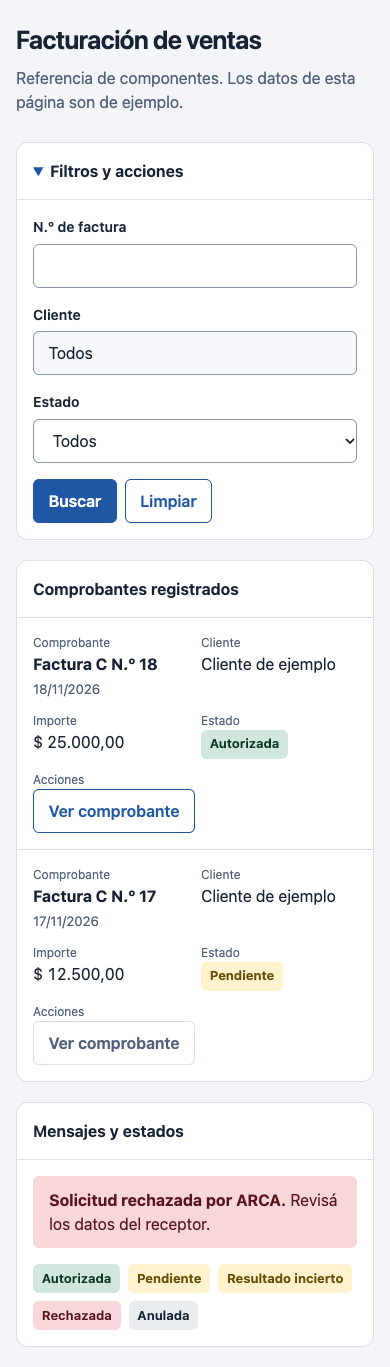 Facturación de ventas
Referencia de componentes. Los datos de esta
página son de ejemplo.
Filtros y acciones
N.º de factura
Cliente
Todos
Estado
Todos
Buscar
Limpiar
Comprobantes registrados
Comprobante
Factura C N.º 18
18/11/2026
Cliente
Cliente de ejemplo
Importe
$ 25.000,00
Estado
Autorizada
Acciones
Ver comprobante
Comprobante
Factura C N.º 17
17/11/2026
Cliente
Cliente de ejemplo
Importe
$ 12.500,00
Estado
Pendiente
Acciones
Ver comprobante
Mensajes y estados
Solicitud rechazada por ARCA. Revisá
los datos del receptor.
Autorizada
Pendiente
Resultado incierto
Rechazada
Anulada